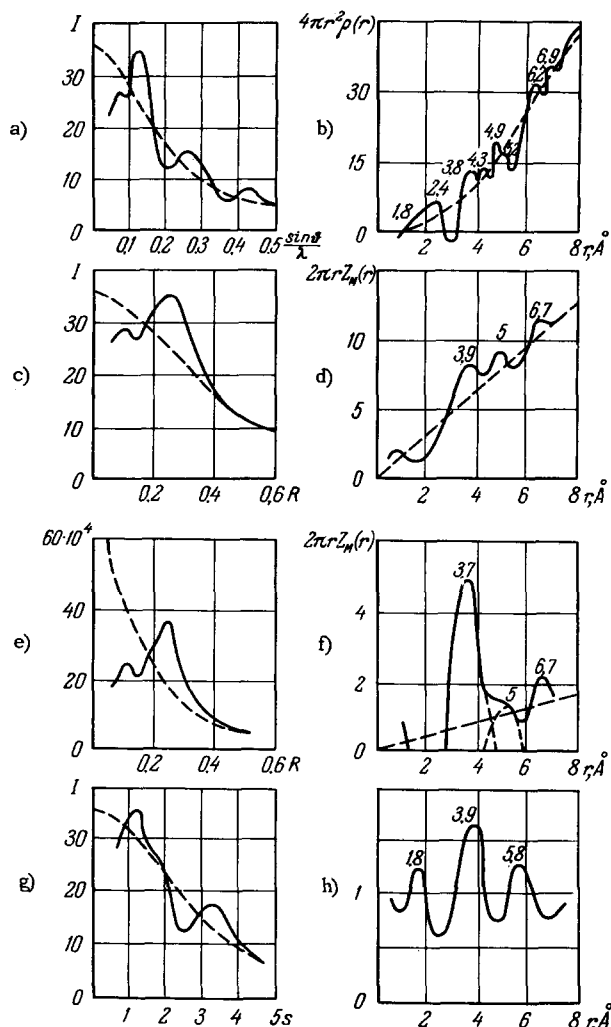 I
30
20
10
0
a)
0,1 0,2 0,3 0,4 0,5 sinϑ/λ
4πr²ρ(r)
30
15
0
b)
1,8 2,4 3,8 4,3 4,9 5,2 6,2 6,9
2 4 6 8 r,Å
I
30
20
10
0
c)
0,2 0,4 0,6 R
2πrZₘ(r)
10
5
0
d)
3,9 5 6,7
2 4 6 8 r,Å
60·10⁴
40
20
0
e)
0,2 0,4 0,6 R
2πrZₘ(r)
4
2
0
f)
3,7 5 6,7
2 4 6 8 r,Å
I
30
20
10
0
g)
1 2 3 4 5 s
1
0
h)
1,8 3,9 5,8
2 4 6 8 r,Å